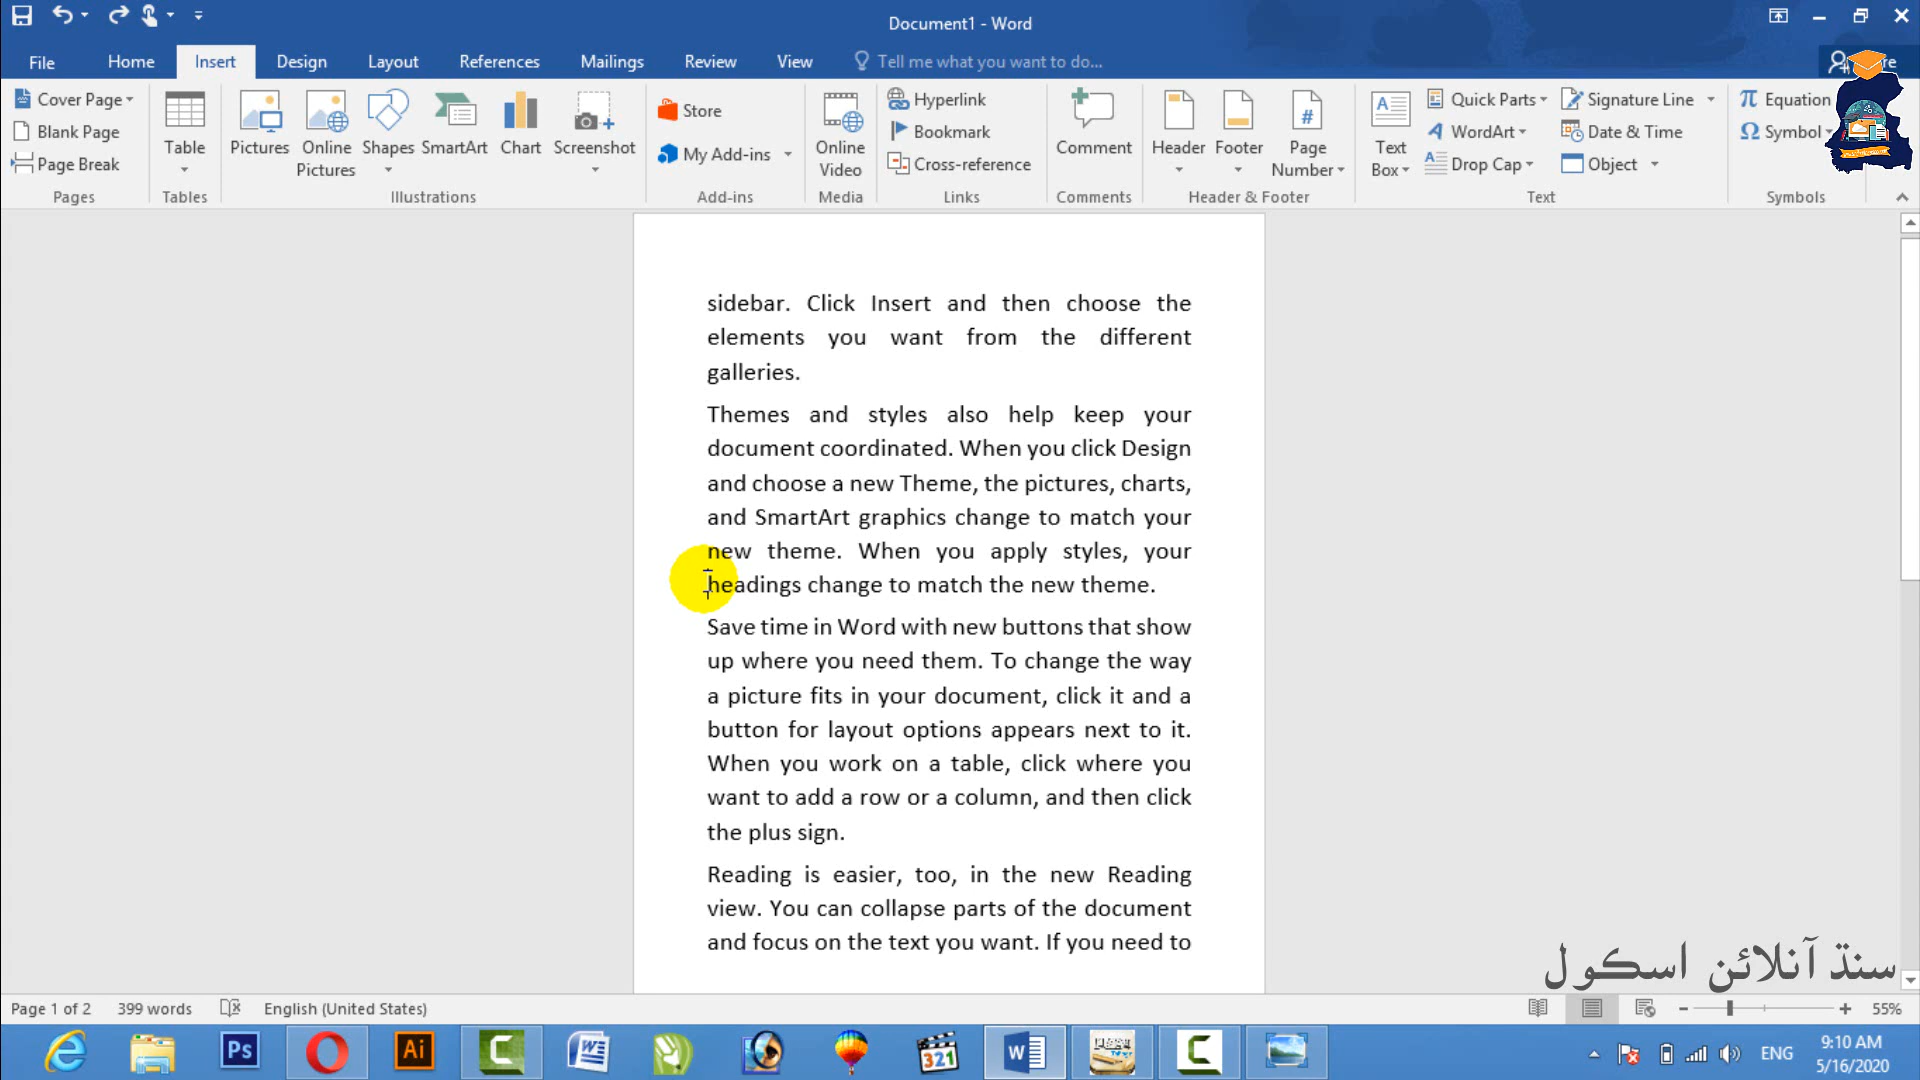 Document1 - Word
File Home Insert Design Layout References Mailings Review View Tell me what you want to do...
Cover Page
Blank Page
Page Break
Pages
Table
Tables
Pictures
Online Pictures
Shapes
SmartArt
Chart
Screenshot
Illustrations
Store
My Add-ins
Add-ins
Online Video
Media
Hyperlink
Bookmark
Cross-reference
Links
Comment
Comments
Header
Footer
Page Number
Header & Footer
Text Box
Quick Parts
WordArt
Drop Cap
Signature Line
Date & Time
Object
Text
Equation
Symbol
Symbols
sidebar. Click Insert and then choose the
elements you want from the different
galleries.
Themes and styles also help keep your
document coordinated. When you click Design
and choose a new Theme, the pictures, charts,
and SmartArt graphics change to match your
new theme. When you apply styles, your
headings change to match the new theme.
Save time in Word with new buttons that show
up where you need them. To change the way
a picture fits in your document, click it and a
button for layout options appears next to it.
When you work on a table, click where you
want to add a row or a column, and then click
the plus sign.
Reading is easier, too, in the new Reading
view. You can collapse parts of the document
and focus on the text you want. If you need to
سنڌ آنلائن اسڪول
Page 1 of 2 399 words English (United States) 55%
Ps Ai 321 ENG
9:10 AM
5/16/2020